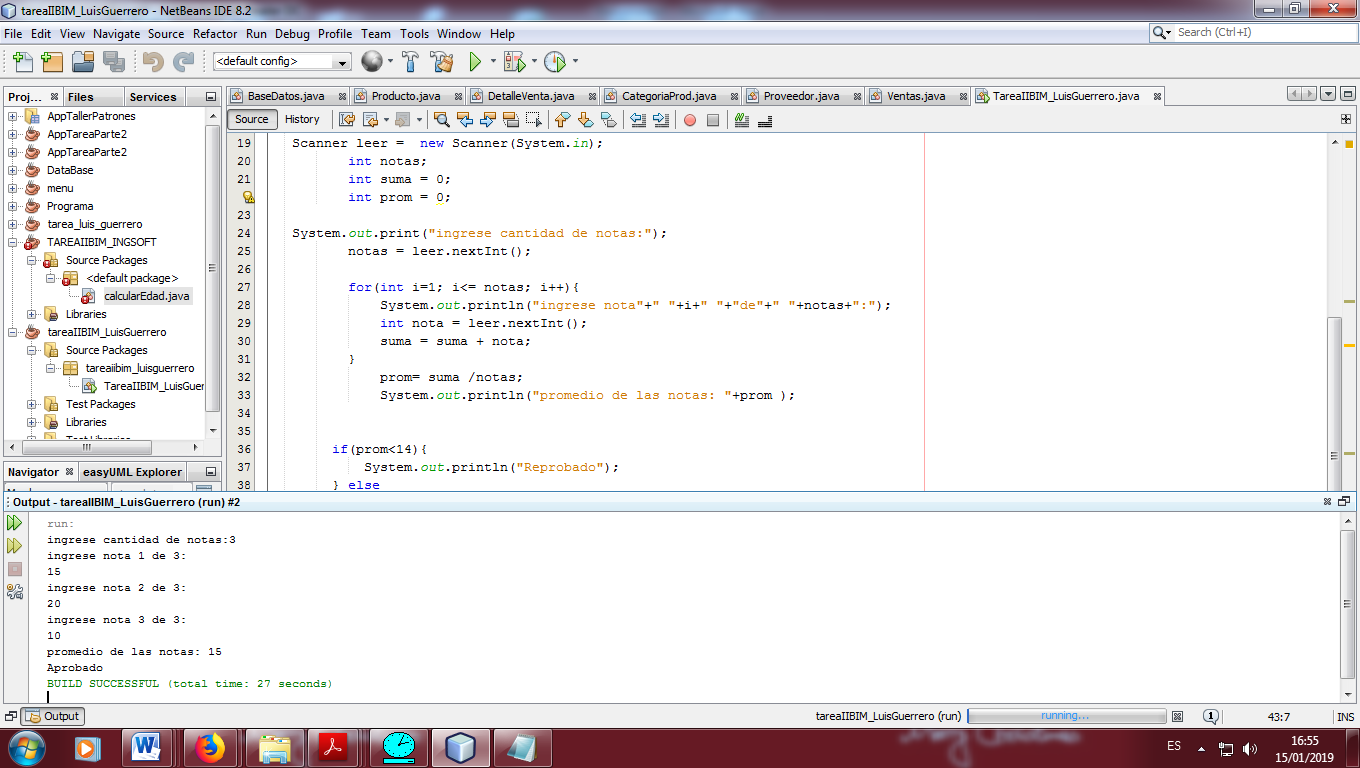 tareaIIBIM_LuisGuerrero - NetBeans IDE 8.2
File Edit View Navigate Source Refactor Run Debug Profile Team Tools Window Help
Search (Ctrl+I)
<default config>
Proj... Files Services
BaseDatos.java Producto.java DetalleVenta.java CategoriaProd.java Proveedor.java Ventas.java TareaIIBIM_LuisGuerrero.java
Source History
AppTallerPatrones
AppTareaParte2
AppTareaParte2
DataBase
menu
Programa
tarea_luis_guerrero
TAREAIIBIM_INGSOFT
Source Packages
<default package>
calcularEdad.java
Libraries
tareaIIBIM_LuisGuerrero
Source Packages
tareaiibim_luisguerrero
TareaIIBIM_LuisGuer
Test Packages
Libraries
Navigator easyUML Explorer
19 Scanner leer =  new Scanner(System.in);
20 int notas;
21 int suma = 0;
int prom = 0;
23
24 System.out.print("ingrese cantidad de notas:");
25 notas = leer.nextInt();
26
27 for(int i=1; i<= notas; i++){
28 System.out.println("ingrese nota"+" "+i+" "+"de"+" "+notas+":");
29 int nota = leer.nextInt();
30 suma = suma + nota;
31 }
32 prom= suma /notas;
33 System.out.println("promedio de las notas: "+prom );
34
35
36 if(prom<14){
37 System.out.println("Reprobado");
38 } else
Output - tareaIIBIM_LuisGuerrero (run) #2
run:
ingrese cantidad de notas:3
ingrese nota 1 de 3:
15
ingrese nota 2 de 3:
20
ingrese nota 3 de 3:
10
promedio de las notas: 15
Aprobado
BUILD SUCCESSFUL (total time: 27 seconds)
Output
tareaIIBIM_LuisGuerrero (run) running... 1 43:7 INS
ES 16:55
15/01/2019